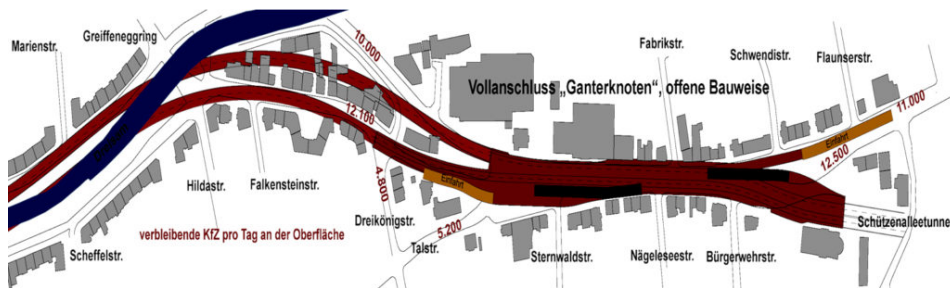 Marienstr.
Greiffeneggring
10.000
Fabrikstr.
Schwendistr.
Flaunserstr.
Vollanschluss „Ganterknoten“, offene Bauweise
11.000
12.100
Einfahrt
12.500
4.800
Einfahrt
Hildastr.
Falkensteinstr.
Dreikönigstr.
5.200
Schützenalleetunne
verbleibende KfZ pro Tag an der Oberfläche
Talstr.
Scheffelstr.
Sternwaldstr.
Nägeleseestr.
Bürgerwehrstr.